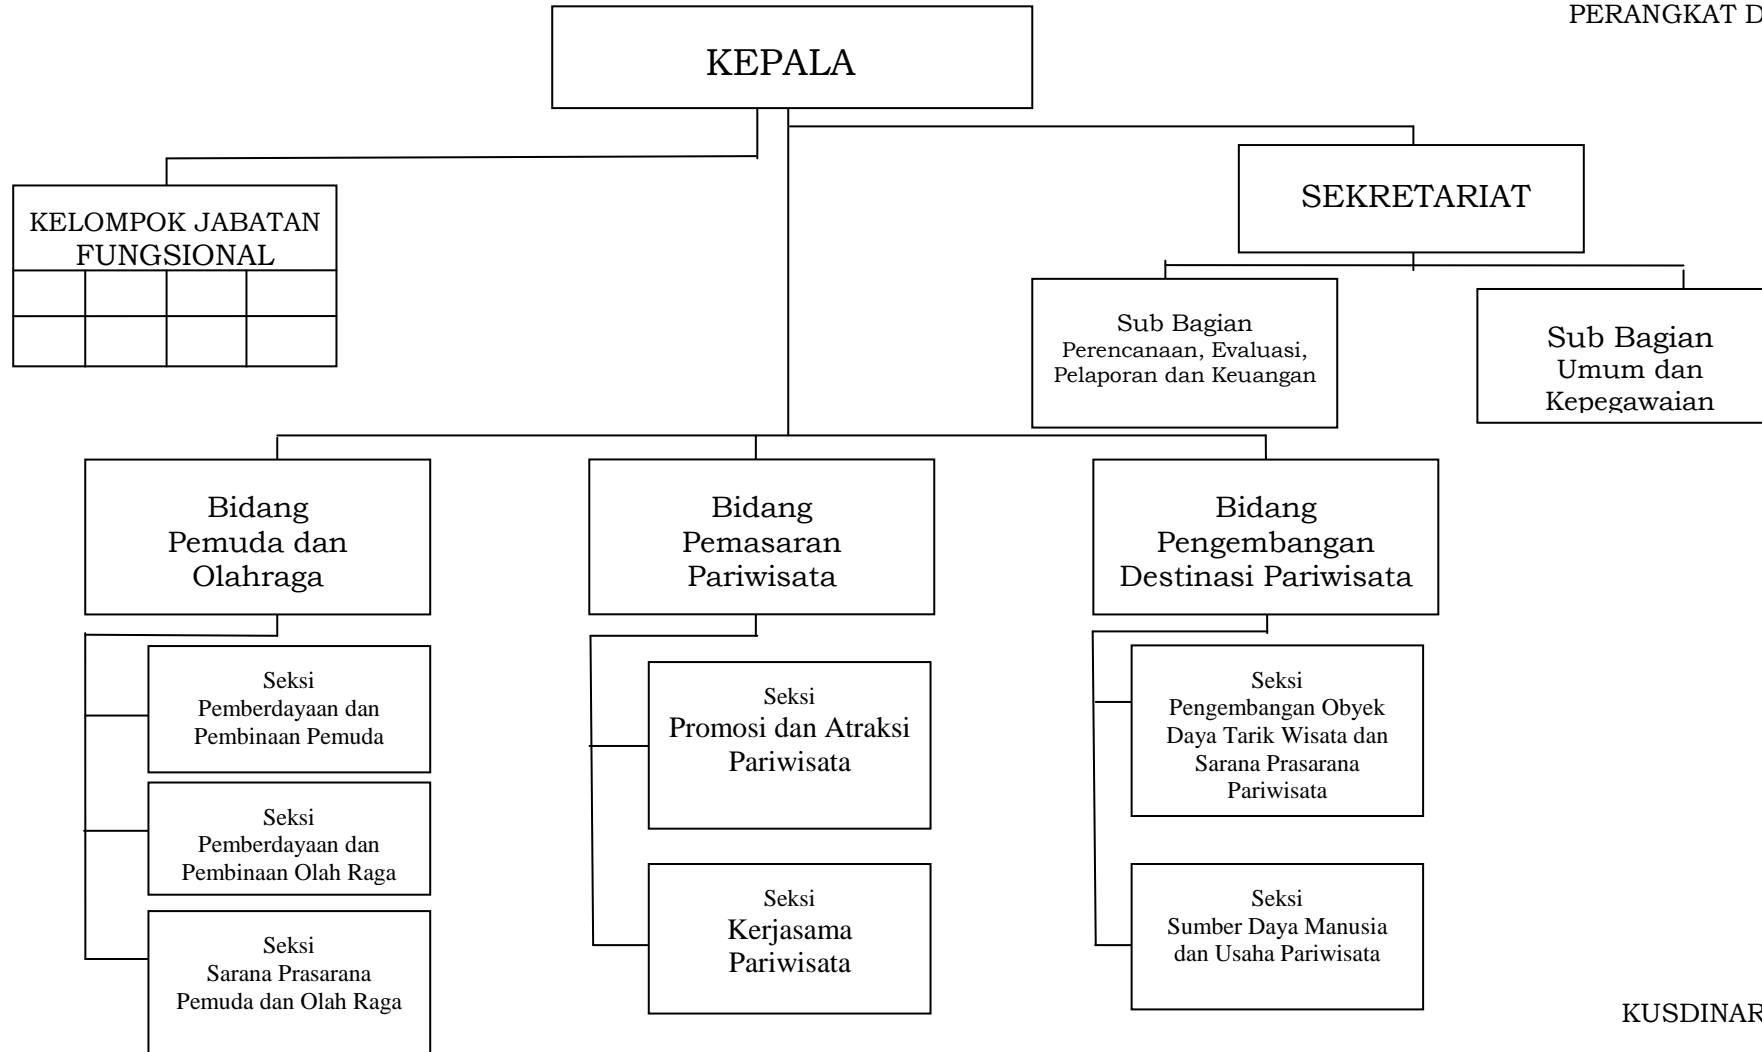 PERANGKAT D
KEPALA
SEKRETARIAT
KELOMPOK JABATAN
FUNGSIONAL
Sub Bagian
Perencanaan, Evaluasi,
Pelaporan dan Keuangan
Sub Bagian
Umum dan
Kepegawaian
Bidang
Pemuda dan
Olahraga
Bidang
Pemasaran
Pariwisata
Bidang
Pengembangan
Destinasi Pariwisata
Seksi
Pemberdayaan dan
Pembinaan Pemuda
Seksi
Pemberdayaan dan
Pembinaan Olah Raga
Seksi
Sarana Prasarana
Pemuda dan Olah Raga
Seksi
Promosi dan Atraksi
Pariwisata
Seksi
Kerjasama
Pariwisata
Seksi
Pengembangan Obyek
Daya Tarik Wisata dan
Sarana Prasarana
Pariwisata
Seksi
Sumber Daya Manusia
dan Usaha Pariwisata
KUSDINAR